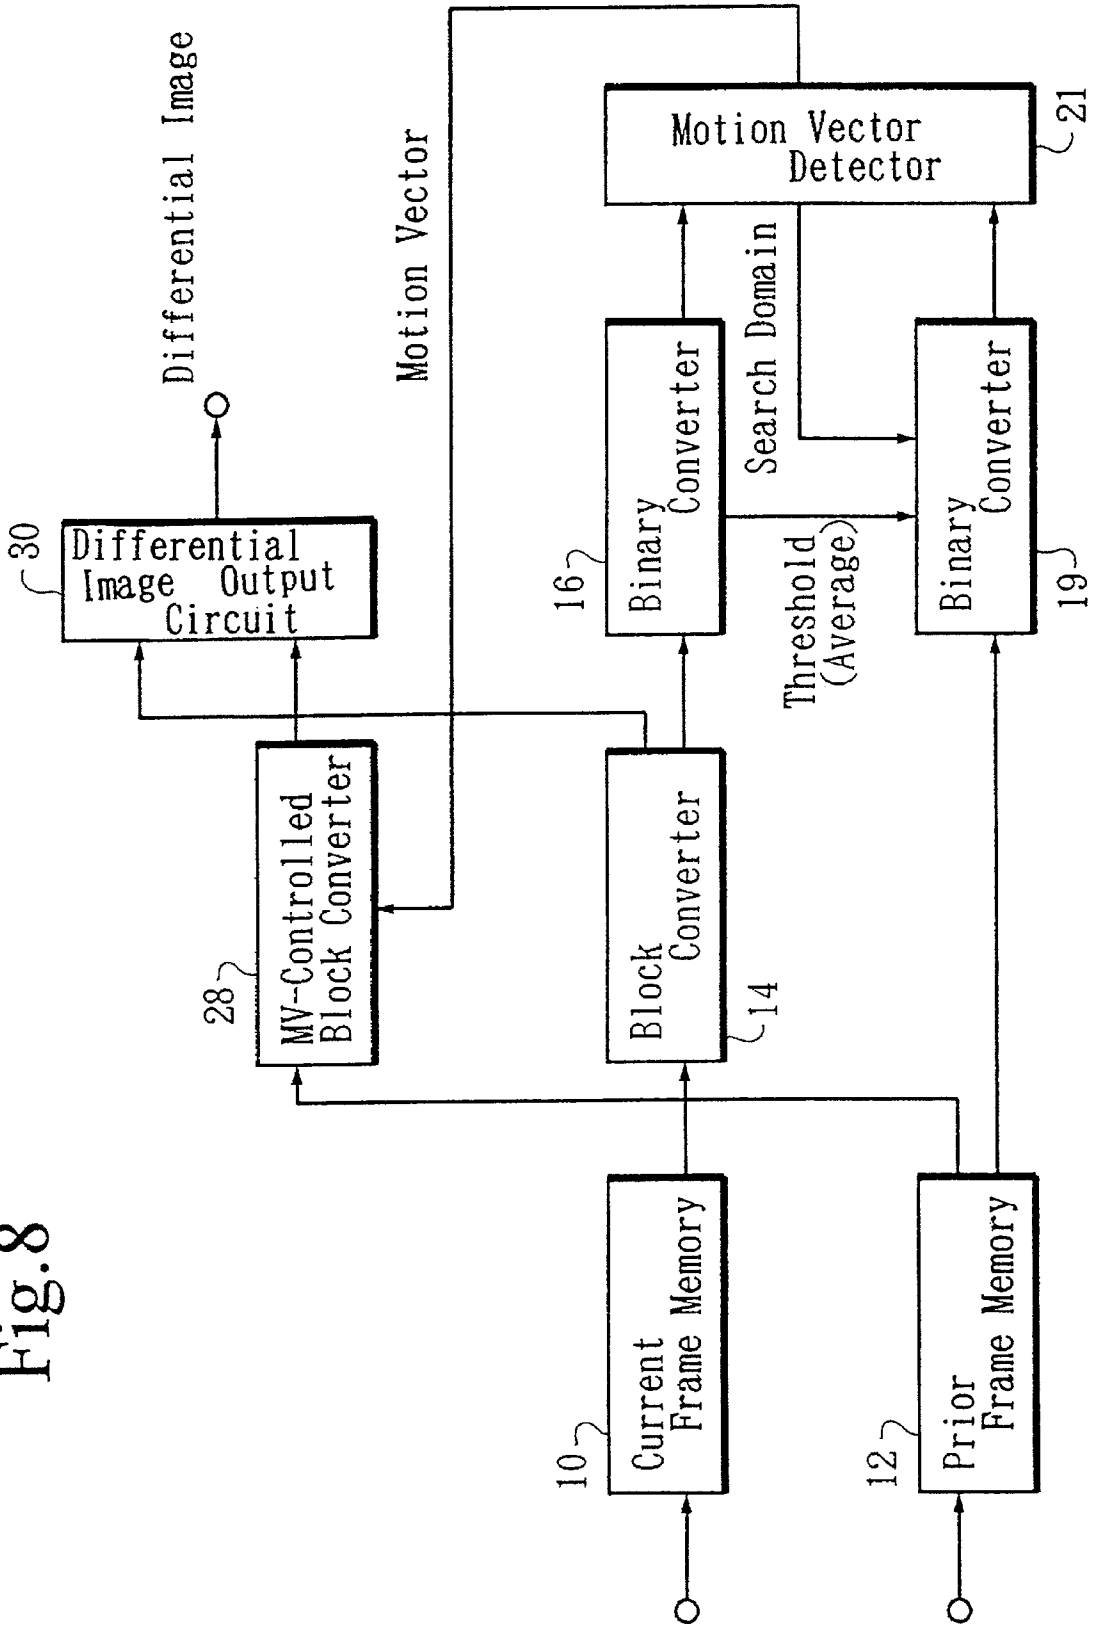 Fig.8
Differential Image
30
Differential
Image Output
Circuit
28
MV-Controlled
Block Converter
Motion Vector
10
Current
Frame Memory
Block
Converter
14
16
Binary
Converter
Motion Vector
Detector
21
Threshold
(Average)
Search Domain
12
Prior
Frame Memory
Binary
Converter
19